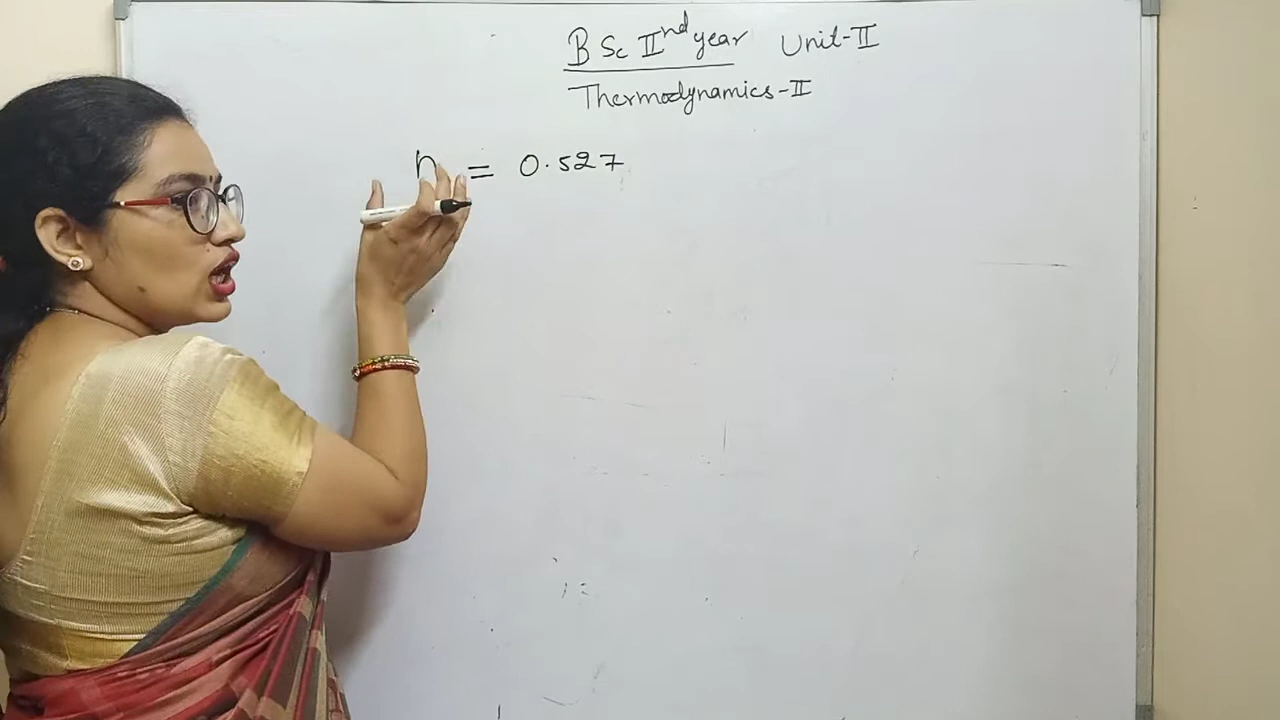 B Sc IInd year Unit-II
Thermodynamics-II
η = 0.527